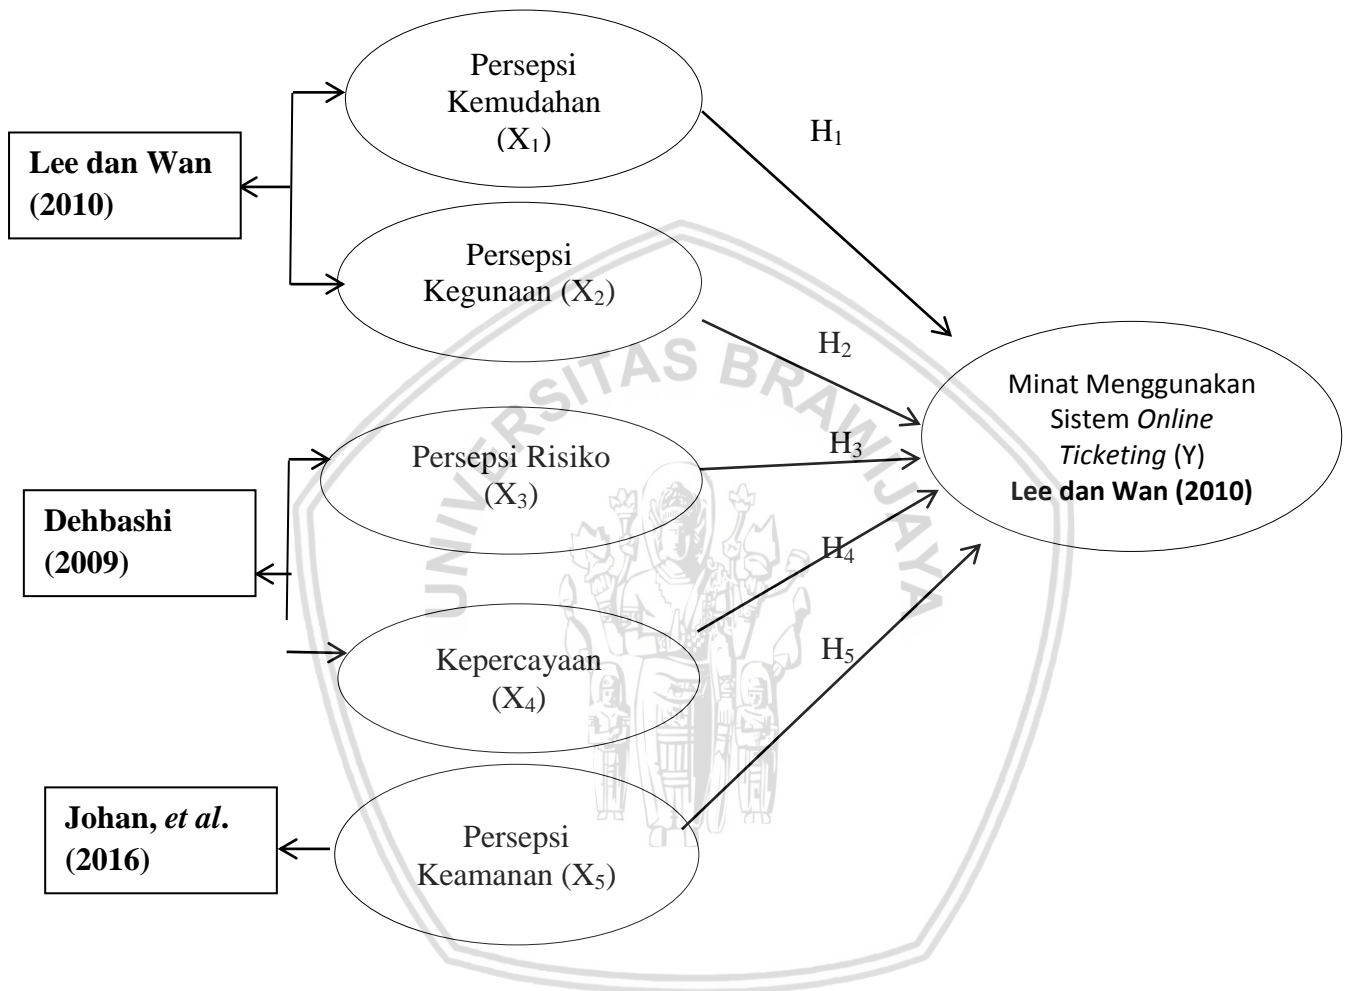 Persepsi
Kemudahan
(X₁)
H₁
Lee dan Wan
(2010)
Persepsi
Kegunaan (X₂)
H₂
Minat Menggunakan
Sistem Online
Ticketing (Y)
Lee dan Wan (2010)
UNIVERSITAS BRAWIJAYA
Persepsi Risiko
(X₃)
H₃
Dehbashi
(2009)
H₄
Kepercayaan
(X₄)
H₅
Johan, et al.
(2016)
Persepsi
Keamanan (X₅)